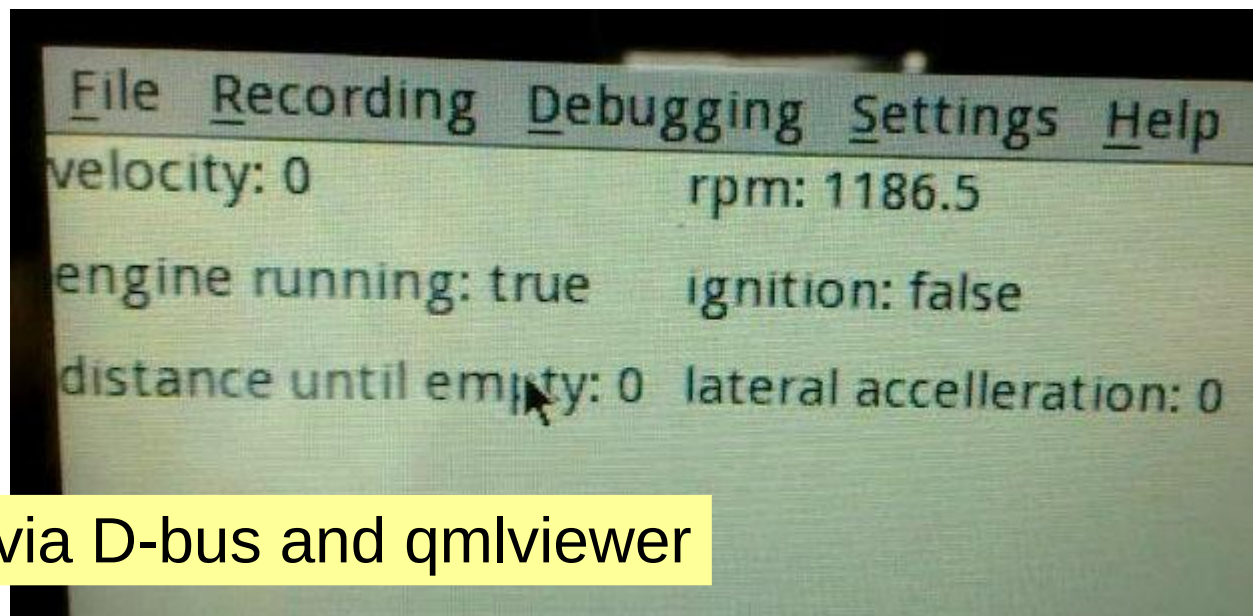 File Recording Debugging Settings Help
velocity: 0 rpm: 1186.5
engine running: true ignition: false
distance until empty: 0 lateral accelleration: 0
via D-bus and qmlviewer